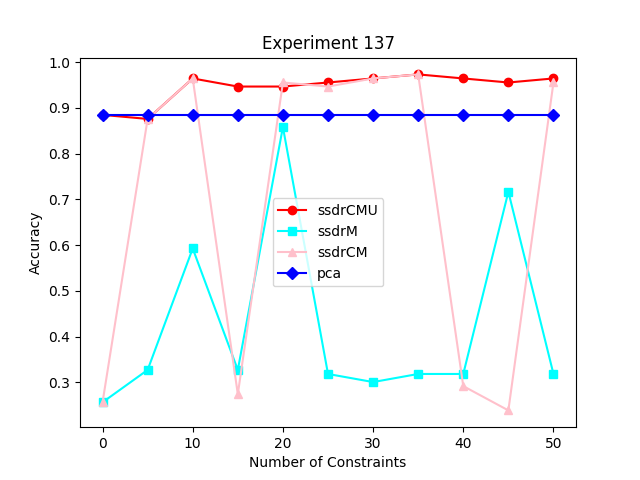 Experiment 137
Accuracy
1.0
0.9
0.8
0.7
0.6
0.5
0.4
0.3
ssdrCMU
ssdrM
ssdrCM
pca
0 10 20 30 40 50
Number of Constraints